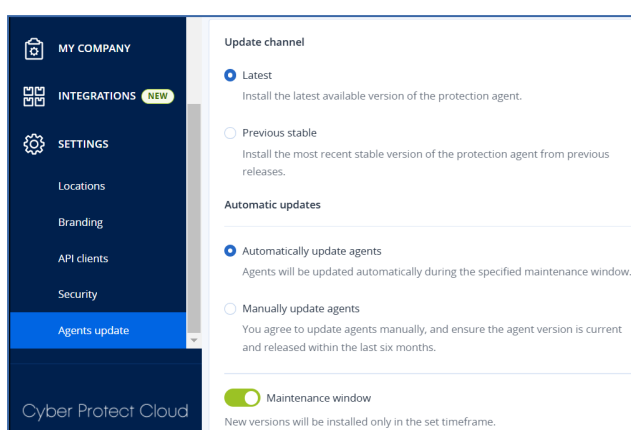 MY COMPANY
INTEGRATIONS NEW
SETTINGS
Locations
Branding
API clients
Security
Agents update
Cyber Protect Cloud
Update channel
Latest
Install the latest available version of the protection agent.
Previous stable
Install the most recent stable version of the protection agent from previous
releases.
Automatic updates
Automatically update agents
Agents will be updated automatically during the specified maintenance window.
Manually update agents
You agree to update agents manually, and ensure the agent version is current
and released within the last six months.
Maintenance window
New versions will be installed only in the set timeframe.